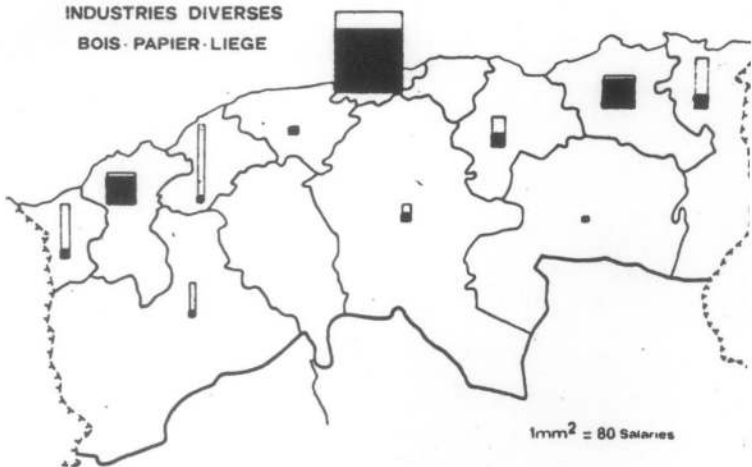 INDUSTRIES DIVERSES
BOIS-PAPIER-LIEGE
1mm² = 80 Salaries